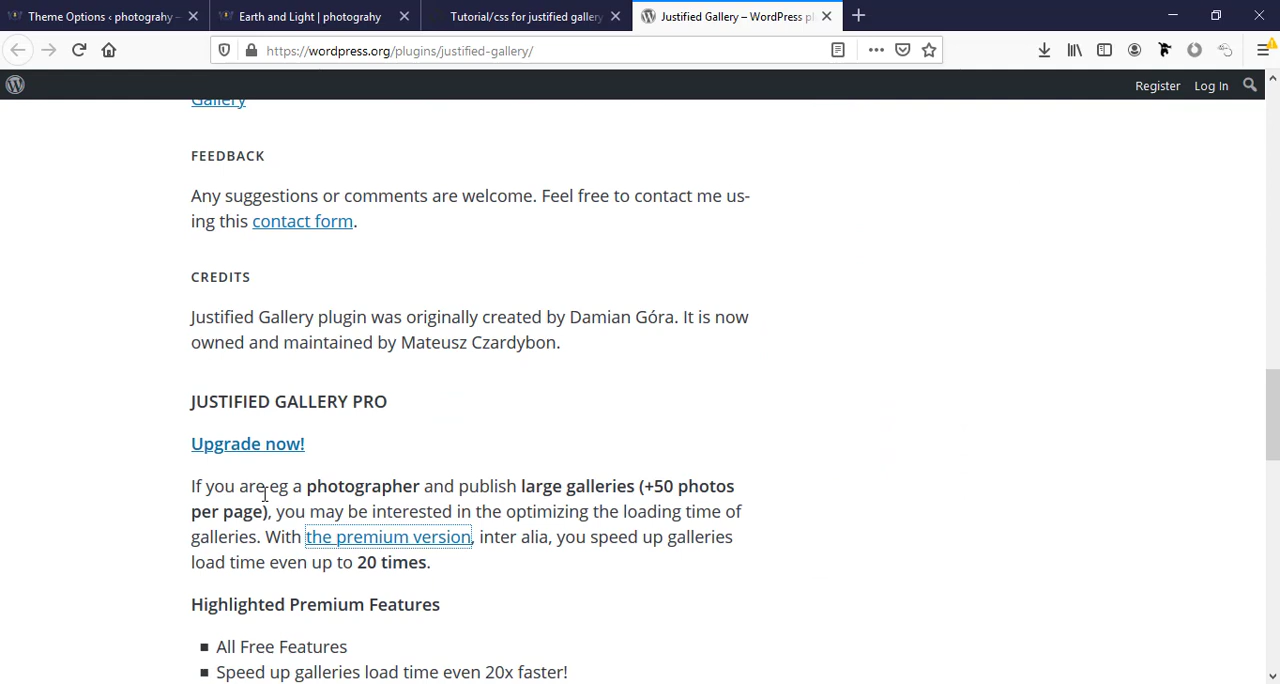 Theme Options ‹ photograhy –
Earth and Light | photograhy
Tutorial/css for justified gallery
Justified Gallery – WordPress pl
https://wordpress.org/plugins/justified-gallery/
Register Log In
Gallery
FEEDBACK
Any suggestions or comments are welcome. Feel free to contact me us-
ing this contact form.
CREDITS
Justified Gallery plugin was originally created by Damian Góra. It is now
owned and maintained by Mateusz Czardybon.
JUSTIFIED GALLERY PRO
Upgrade now!
If you are eg a photographer and publish large galleries (+50 photos
per page), you may be interested in the optimizing the loading time of
galleries. With the premium version, inter alia, you speed up galleries
load time even up to 20 times.
Highlighted Premium Features
▪ All Free Features
▪ Speed up galleries load time even 20x faster!